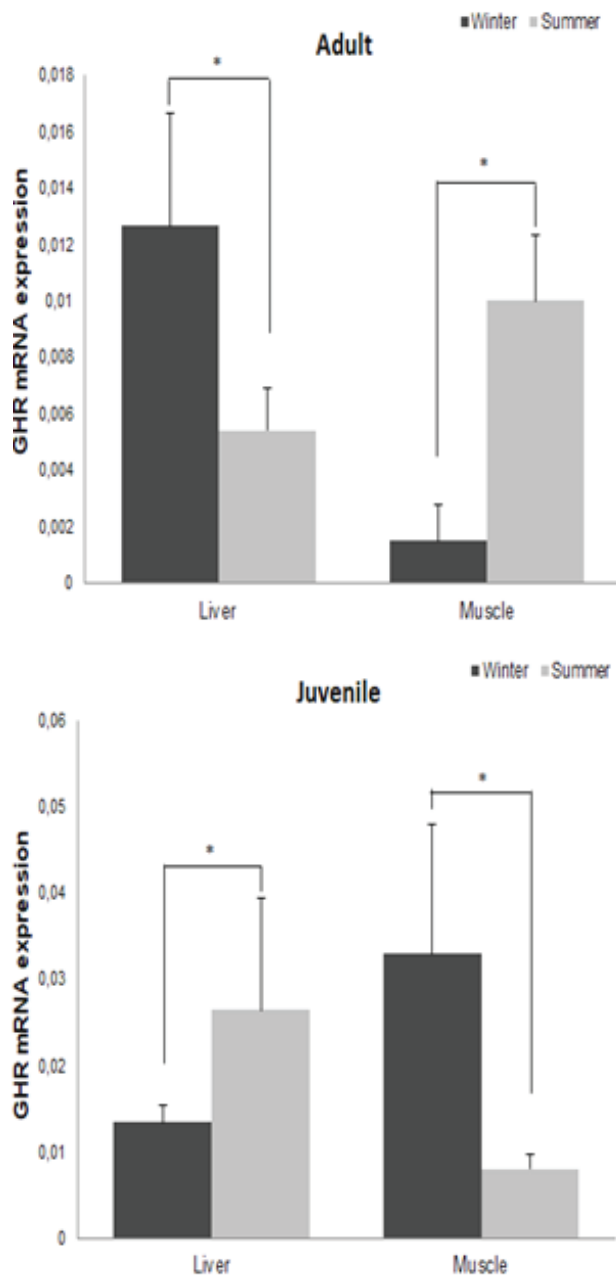 Winter Summer
Adult
GHR mRNA expression
0,018
0,016
0,014
0,012
0,01
0,008
0,006
0,004
0,002
0
*
*
Liver Muscle
Winter Summer
Juvenile
GHR mRNA expression
0,06
0,05
0,04
0,03
0,02
0,01
0
*
*
Liver Muscle